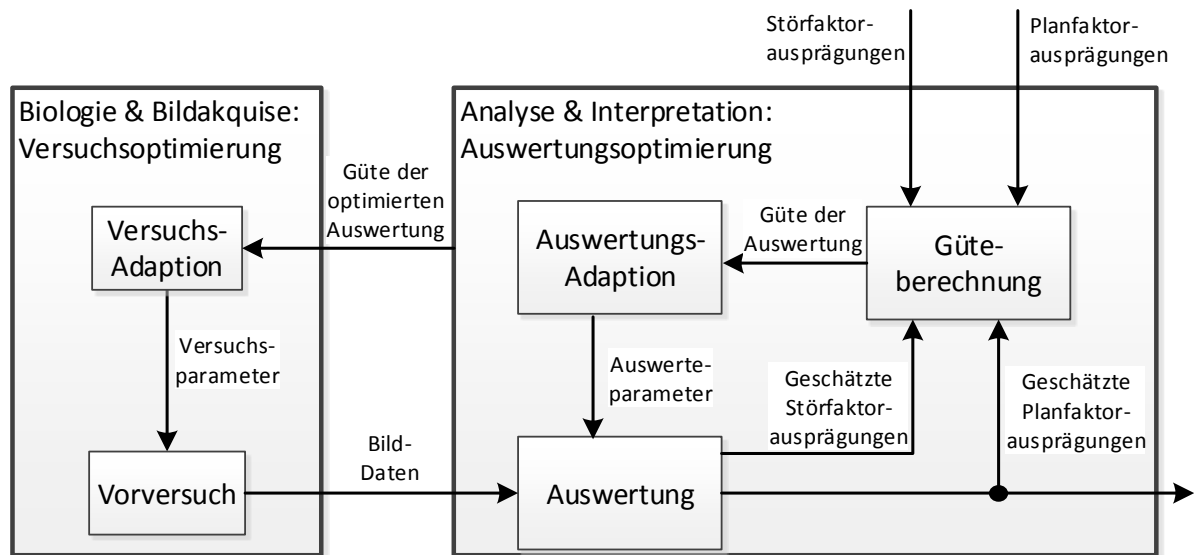 Störfaktor-
ausprägungen
Planfaktor-
ausprägungen
Biologie & Bildakquise:
Versuchsoptimierung
Analyse & Interpretation:
Auswertungsoptimierung
Güte der
optimierten
Auswertung
Versuchs-
Adaption
Auswertungs-
Adaption
Güte der
Auswertung
Güte-
berechnung
Versuchs-
parameter
Auswerte-
parameter
Geschätzte
Störfaktor-
ausprägungen
Geschätzte
Planfaktor-
ausprägungen
Vorversuch
Bild-
Daten
Auswertung